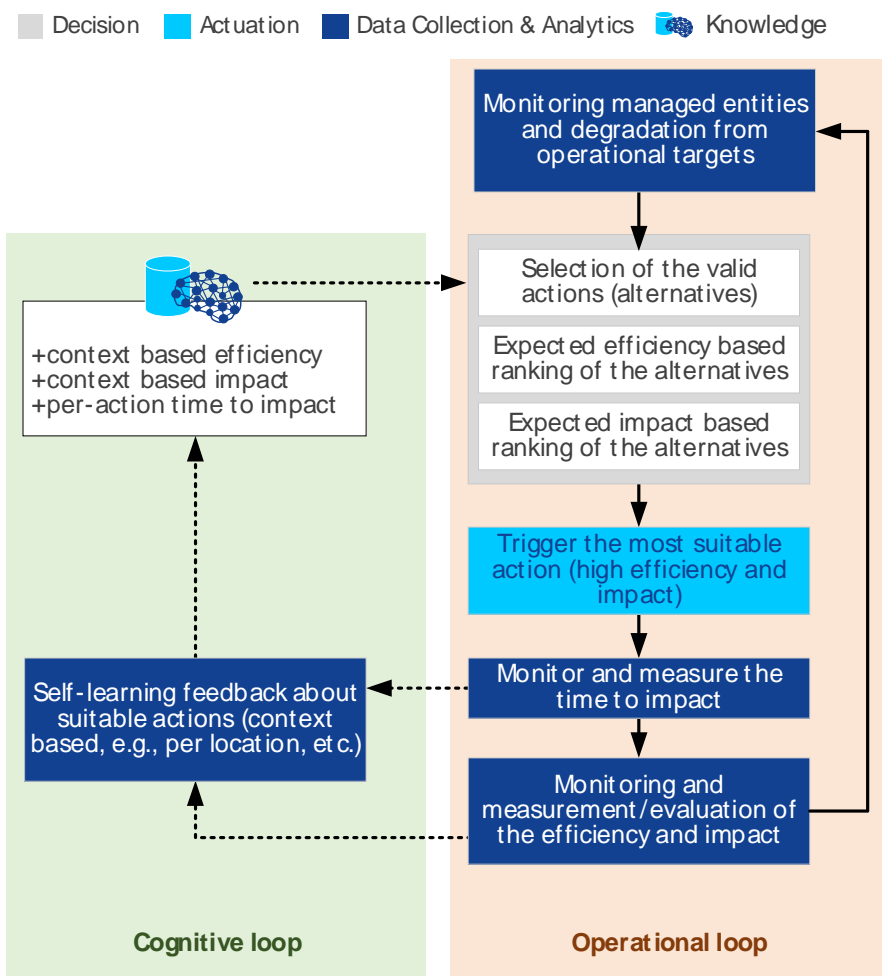 Decision Actuation Data Collection & Analytics Knowledge
Monitoring managed entities
and degradation from
operational targets
Selection of the valid
actions (alternatives)
Expected efficiency based
ranking of the alternatives
Expected impact based
ranking of the alternatives
+context based efficiency
+context based impact
+per-action time to impact
Trigger the most suitable
action (high efficiency and
impact)
Monitor and measure the
time to impact
Self-learning feedback about
suitable actions (context
based, e.g., per location, etc.)
Monitoring and
measurement/evaluation of
the efficiency and impact
Cognitive loop
Operational loop